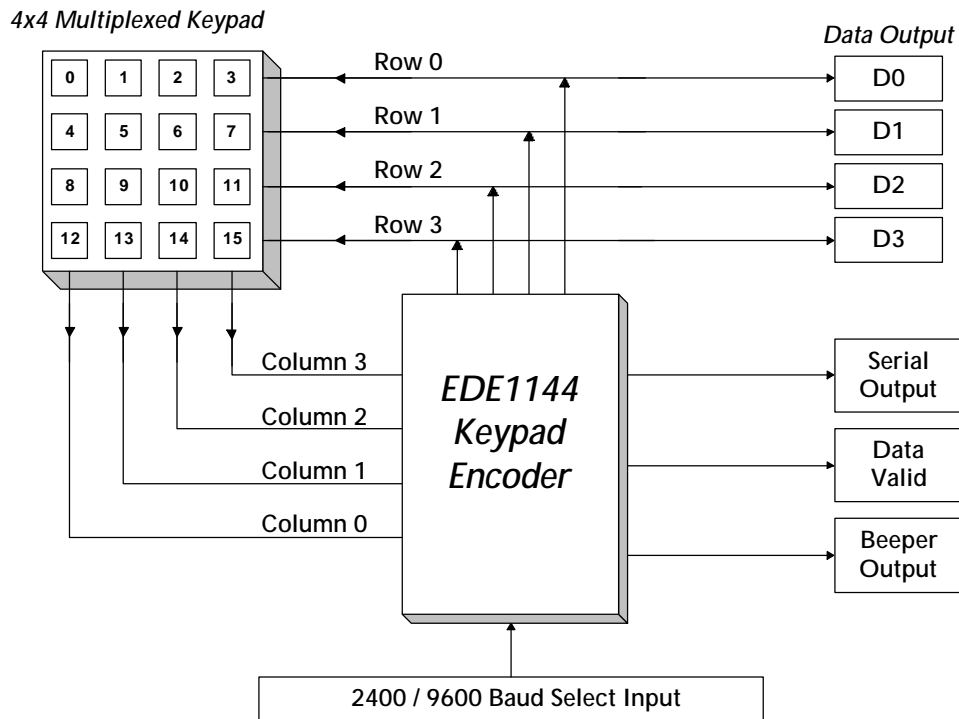 4x4 Multiplexed Keypad
Data Output
0 1 2 3
Row 0
D0
4 5 6 7
Row 1
D1
8 9 10 11
Row 2
D2
12 13 14 15
Row 3
D3
Column 3
Column 2
Column 1
Column 0
EDE1144
Keypad
Encoder
Serial
Output
Data
Valid
Beeper
Output
2400 / 9600 Baud Select Input